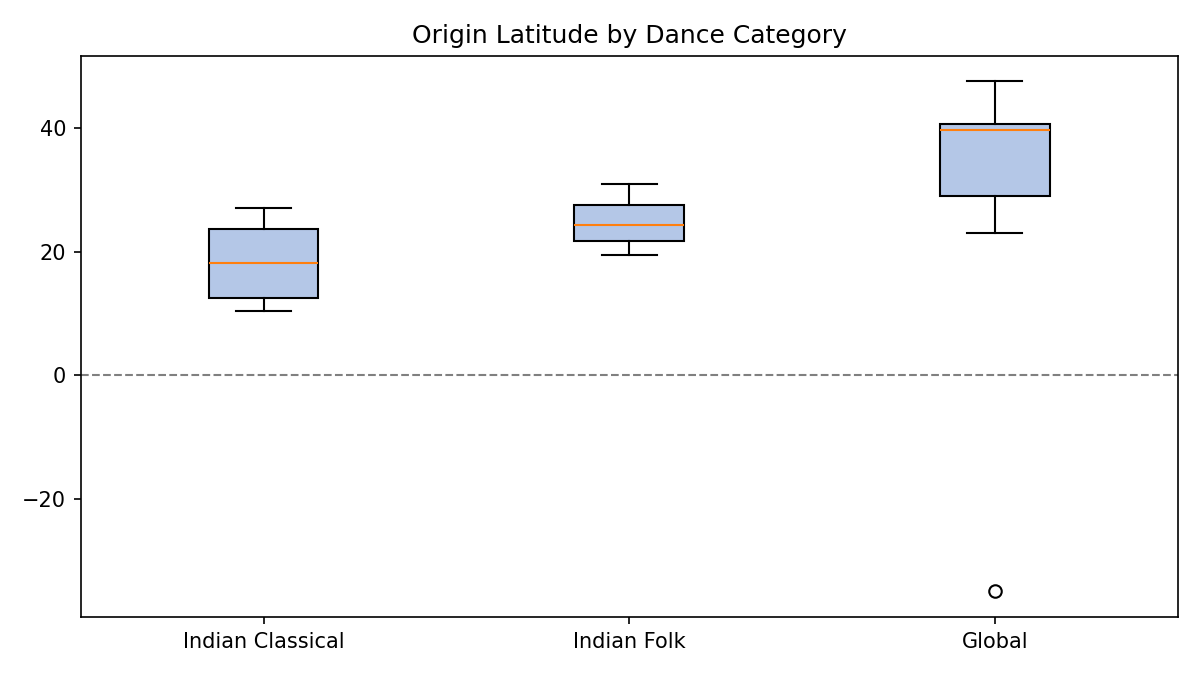 Origin Latitude by Dance Category
40
20
0
−20
Indian Classical
Indian Folk
Global